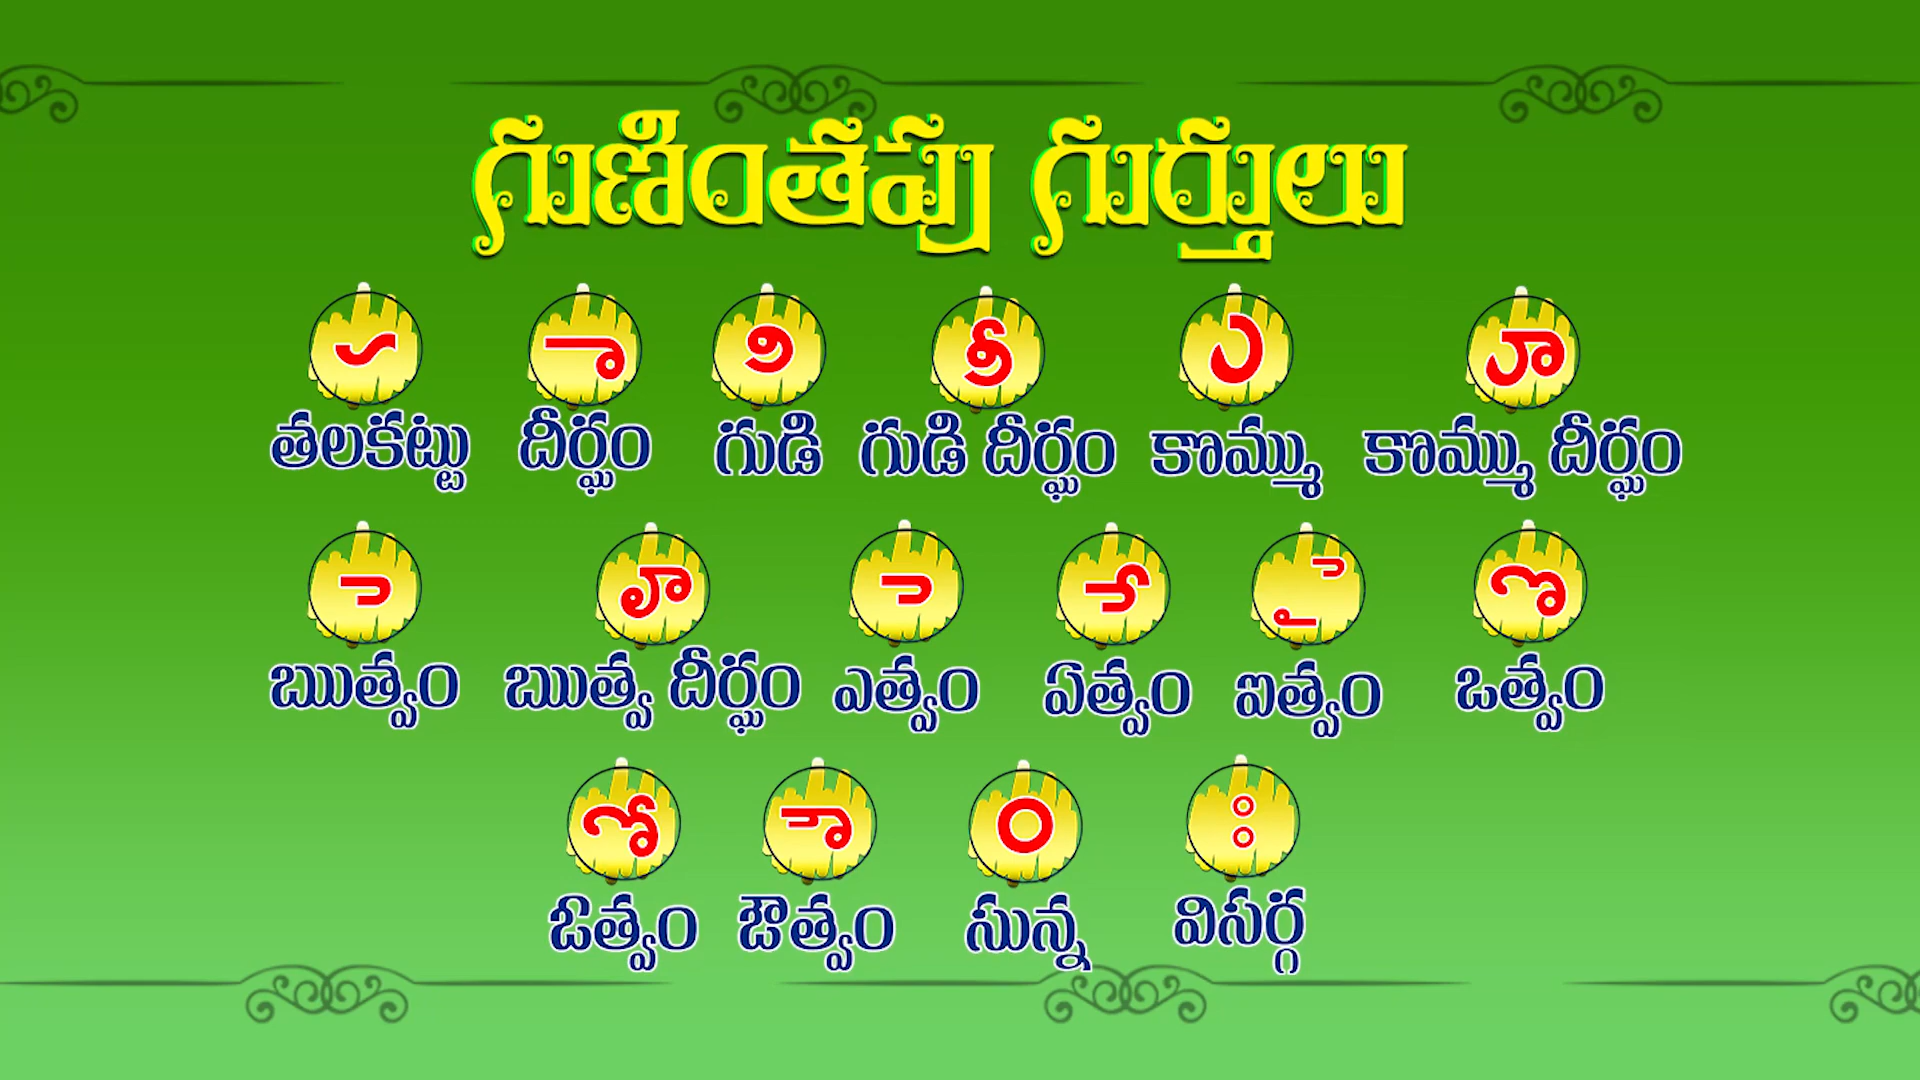 గుణింతపు గుర్తులు
తలకట్టు దీర్ఘం గుడి గుడి దీర్ఘం కొమ్ము కొమ్ము దీర్ఘం
ఋత్వం ఋత్వ దీర్ఘం ఎత్వం ఏత్వం ఐత్వం ఒత్వం
ఓత్వం ఔత్వం సున్న విసర్గ